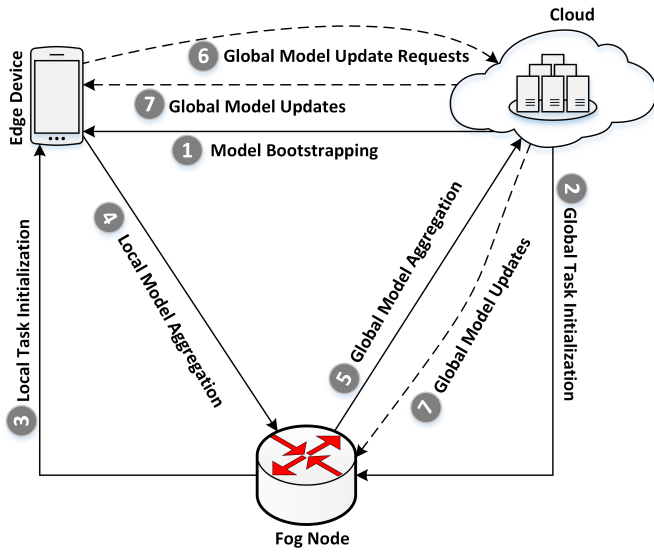 Cloud
6 Global Model Update Requests
Edge Device
7 Global Model Updates
1 Model Bootstrapping
2 Global Task Initialization
4 Local Model Aggregation
3 Local Task Initialization
5 Global Model Aggregation
7 Global Model Updates
Fog Node